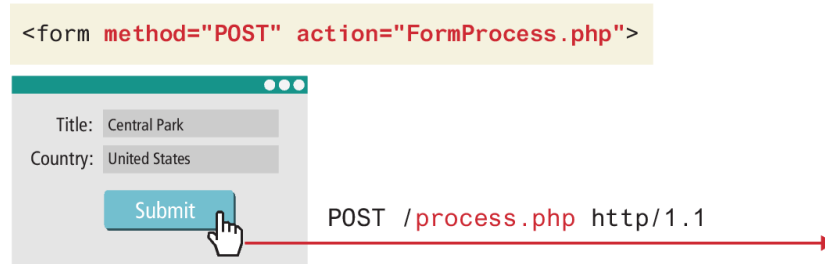 <form method="POST" action="FormProcess.php">
Title: Central Park
Country: United States
Submit
POST /process.php http/1.1